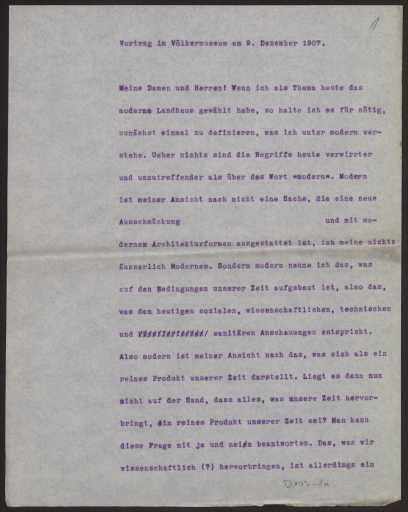 1
Vortrag im Völkermuseum am 9. Dezember 1907.
Meine Damen und Herren! Wenn ich als Thema heute das
moderne Landhaus gewählt habe, so halte ich es für nötig,
zunächst einmal zu definieren, was ich unter modern ver-
stehe. Ueber nichts sind die Begriffe heute verwirrter
und unzutreffender als über das Wort "modern". Modern
ist meiner Ansicht nach nicht eine Sache, die eine neue
Ausschmückung und mit mo-
dernen Architekturformen ausgestattet ist, ich meine nichts
äusserlich Modernem. Sondern modern nenne ich das, was
auf den Bedingungen unserer Zeit aufgebaut ist, also das,
was den heutigen sozialen, wissenschaftlichen, technischen
und sanitären Anschauungen entspricht.
Also modern ist meiner Ansicht nach das, was sich als ein
reines Produkt unserer Zeit darstellt. Liegt es denn nun
nicht auf der Hand, dass alles, was unsere Zeit hervor-
bringt, ein reines Produkt unserer Zeit sei? Man kann
diese Frage mit ja und nein beantworten. Das, was wir
wissenschaftlich (?) hervorbringen, ist allerdings ein